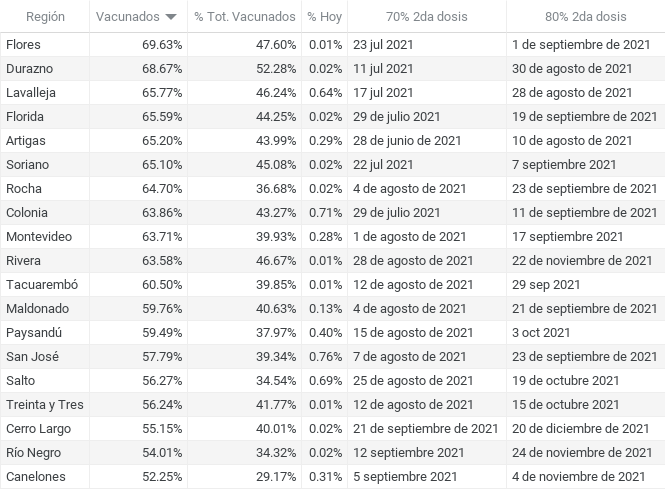 Región Vacunados % Tot. Vacunados % Hoy 70% 2da dosis 80% 2da dosis
Flores 69.63% 47.60% 0.01% 23 jul 2021 1 de septiembre de 2021
Durazno 68.67% 52.28% 0.02% 11 jul 2021 30 de agosto de 2021
Lavalleja 65.77% 46.24% 0.64% 17 jul 2021 28 de agosto de 2021
Florida 65.59% 44.25% 0.02% 29 de julio 2021 19 de septiembre de 2021
Artigas 65.20% 43.99% 0.29% 28 de junio de 2021 10 de agosto de 2021
Soriano 65.10% 45.08% 0.02% 22 jul 2021 7 septiembre 2021
Rocha 64.70% 36.68% 0.02% 4 de agosto de 2021 23 de septiembre de 2021
Colonia 63.86% 43.27% 0.71% 29 de julio 2021 11 de septiembre de 2021
Montevideo 63.71% 39.93% 0.28% 1 de agosto de 2021 17 septiembre 2021
Rivera 63.58% 46.67% 0.01% 28 de agosto de 2021 22 de noviembre de 2021
Tacuarembó 60.50% 39.85% 0.01% 12 de agosto de 2021 29 sep 2021
Maldonado 59.76% 40.63% 0.13% 4 de agosto de 2021 21 de septiembre de 2021
Paysandú 59.49% 37.97% 0.40% 15 de agosto de 2021 3 oct 2021
San José 57.79% 39.34% 0.76% 7 de agosto de 2021 23 de septiembre de 2021
Salto 56.27% 34.54% 0.69% 25 de agosto de 2021 19 de octubre 2021
Treinta y Tres 56.24% 41.77% 0.01% 12 de agosto de 2021 15 de octubre 2021
Cerro Largo 55.15% 40.01% 0.02% 21 de septiembre de 2021 20 de diciembre de 2021
Río Negro 54.01% 34.32% 0.02% 12 septiembre 2021 24 de noviembre de 2021
Canelones 52.25% 29.17% 0.31% 5 septiembre 2021 4 de noviembre de 2021